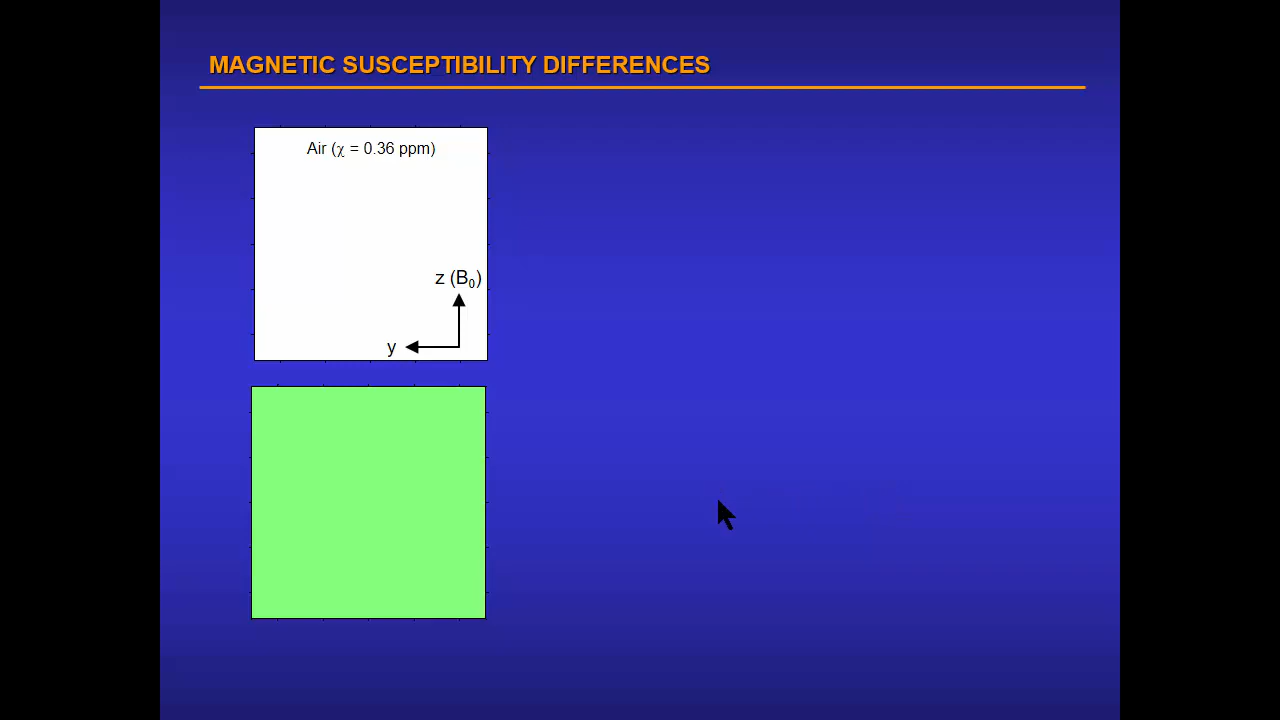 MAGNETIC SUSCEPTIBILITY DIFFERENCES
Air (χ = 0.36 ppm)
z (B₀)
y